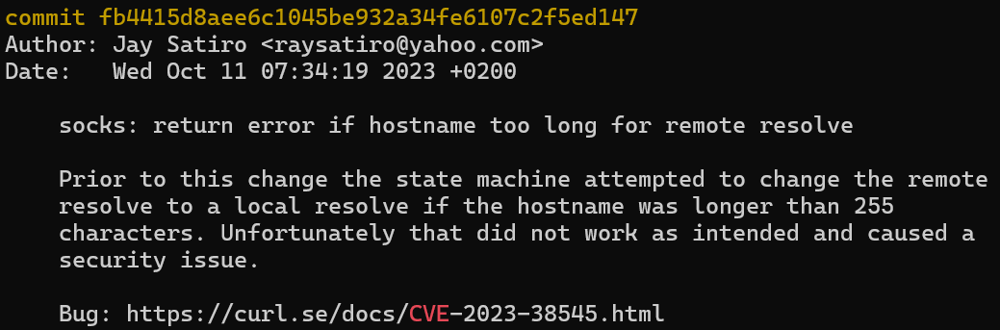 commit fb4415d8aee6c1045be932a34fe6107c2f5ed147
Author: Jay Satiro <raysatiro@yahoo.com>
Date:   Wed Oct 11 07:34:19 2023 +0200
socks: return error if hostname too long for remote resolve
Prior to this change the state machine attempted to change the remote
resolve to a local resolve if the hostname was longer than 255
characters. Unfortunately that did not work as intended and caused a
security issue.
Bug: https://curl.se/docs/CVE-2023-38545.html